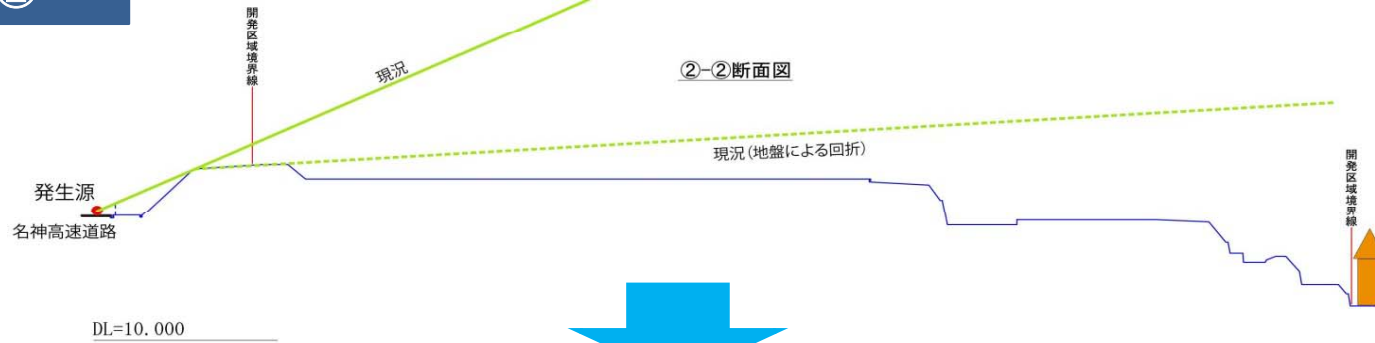 開発区域境界線
現況
②-②断面図
現況(地盤による回折)
発生源
名神高速道路
開発区域境界線
DL=10.000